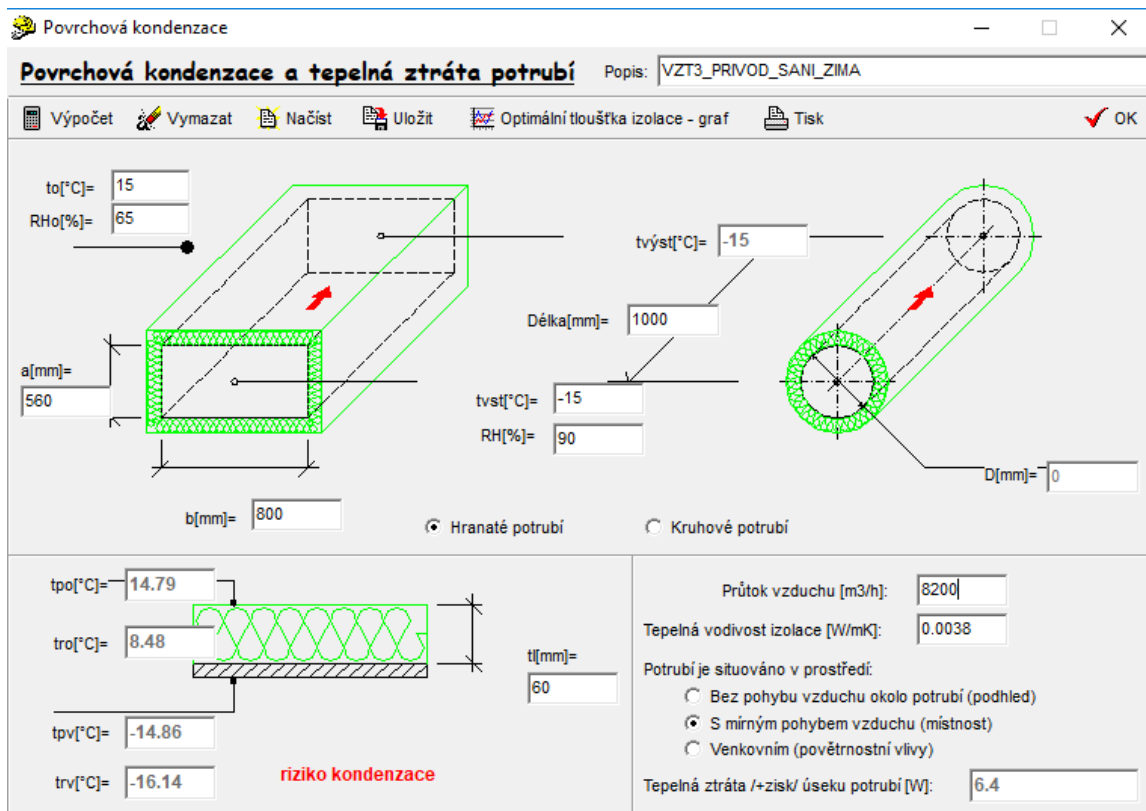 Povrchová kondenzace
Povrchová kondenzace a tepelná ztráta potrubí Popis: VZT3_PRIVOD_SANI_ZIMA
Výpočet Vymazat Načíst Uložit Optimální tloušťka izolace - graf Tisk OK
to[°C]= 15
RHo[%]= 65
tvýst[°C]= -15
Délka[mm]= 1000
a[mm]=
560
tvst[°C]= -15
RH[%]= 90
D[mm]= 0
b[mm]= 800
Hranaté potrubí Kruhové potrubí
tpo[°C]= 14.79
tro[°C]= 8.48
tl[mm]=
60
tpv[°C]= -14.86
trv[°C]= -16.14
riziko kondenzace
Průtok vzduchu [m3/h]: 8200
Tepelná vodivost izolace [W/mK]: 0.0038
Potrubí je situováno v prostředí:
Bez pohybu vzduchu okolo potrubí (podhled)
S mírným pohybem vzduchu (místnost)
Venkovním (povětrnostní vlivy)
Tepelná ztráta /+zisk/ úseku potrubí [W]: 6.4